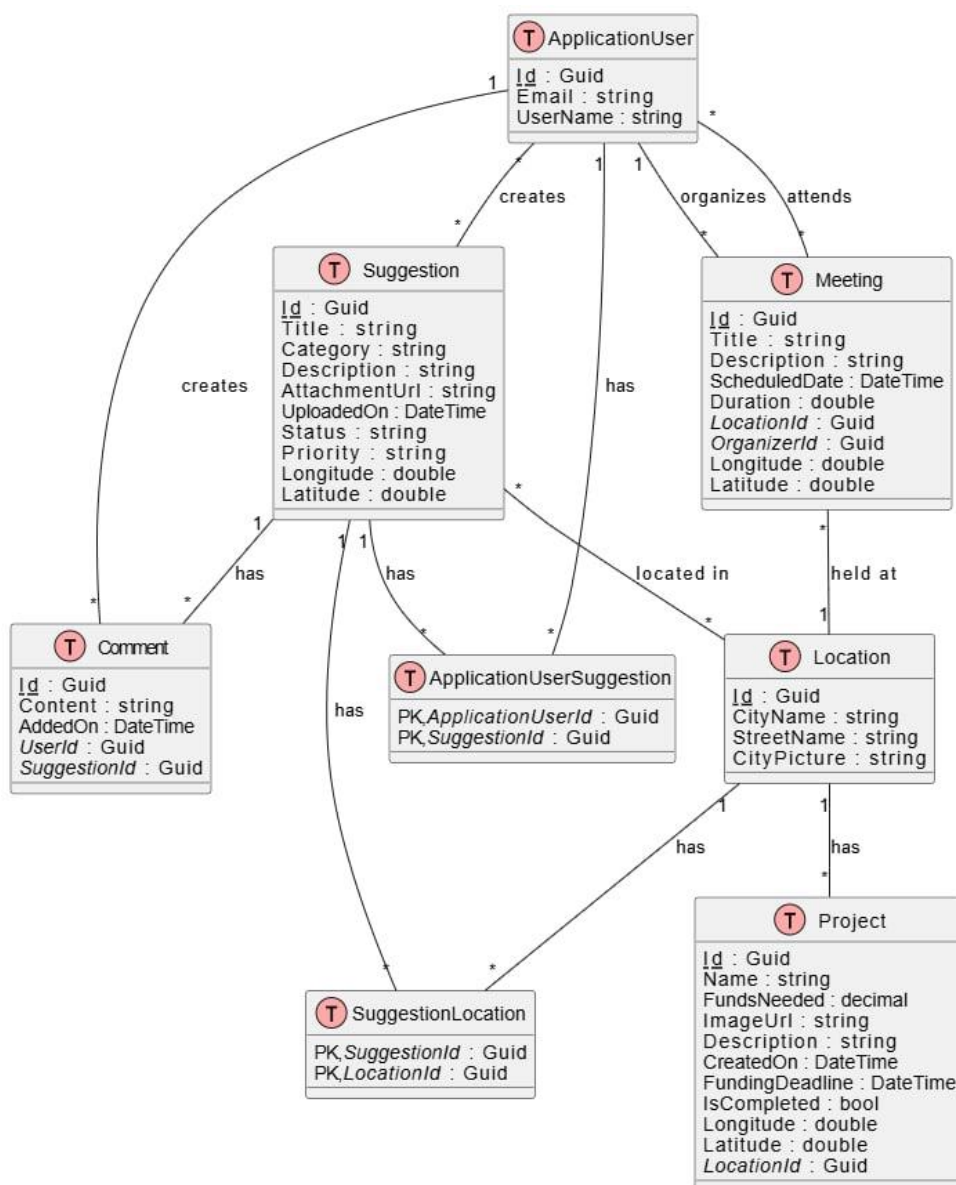 T ApplicationUser
Id : Guid
Email : string
UserName : string
1
*
*
1
1
creates
organizes
attends
*
*
*
T Suggestion
Id : Guid
Title : string
Category : string
Description : string
AttachmentUrl : string
UploadedOn : DateTime
Status : string
Priority : string
Longitude : double
Latitude : double
T Meeting
Id : Guid
Title : string
Description : string
ScheduledDate : DateTime
Duration : double
LocationId : Guid
OrganizerId : Guid
Longitude : double
Latitude : double
creates
has
*
1
1
1
*
has
has
located in
held at
*
*
*
*
*
1
T Comment
Id : Guid
Content : string
AddedOn : DateTime
UserId : Guid
SuggestionId : Guid
has
T ApplicationUserSuggestion
PK,ApplicationUserId : Guid
PK,SuggestionId : Guid
T Location
Id : Guid
CityName : string
StreetName : string
CityPicture : string
1
1
has
has
*
*
*
T SuggestionLocation
PK,SuggestionId : Guid
PK,LocationId : Guid
T Project
Id : Guid
Name : string
FundsNeeded : decimal
ImageUrl : string
Description : string
CreatedOn : DateTime
FundingDeadline : DateTime
IsCompleted : bool
Longitude : double
Latitude : double
LocationId : Guid